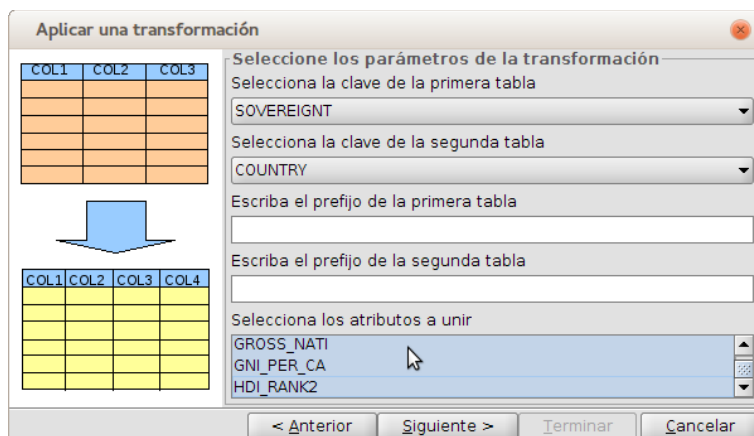 Aplicar una transformación
COL1 COL2 COL3
COL1 COL2 COL3 COL4
Seleccione los parámetros de la transformación
Selecciona la clave de la primera tabla
SOVEREIGNT
Selecciona la clave de la segunda tabla
COUNTRY
Escriba el prefijo de la primera tabla
Escriba el prefijo de la segunda tabla
Selecciona los atributos a unir
GROSS_NATI
GNI_PER_CA
HDI_RANK2
< Anterior Siguiente > Terminar Cancelar